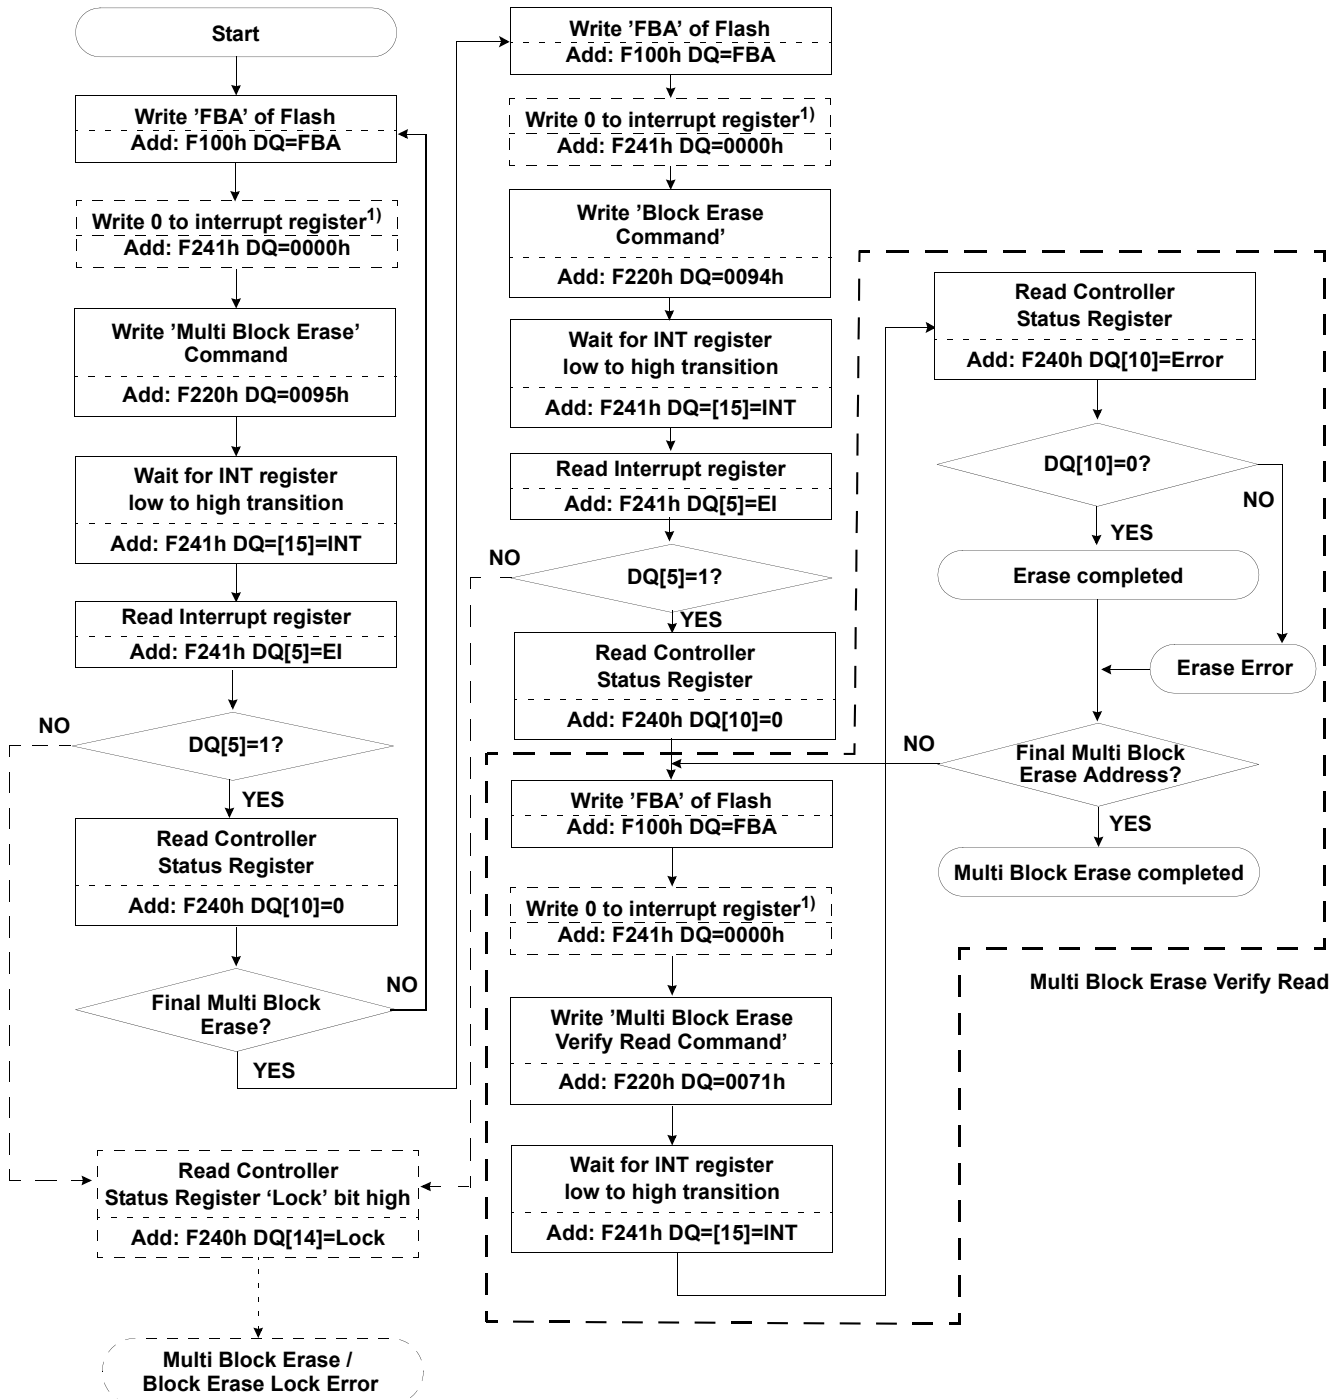 Start
Write ’FBA’ of Flash
Add: F100h DQ=FBA
Write 0 to interrupt register1)
Add: F241h DQ=0000h
Write ’Multi Block Erase’
Command
Add: F220h DQ=0095h
Wait for INT register
low to high transition
Add: F241h DQ=[15]=INT
Read Interrupt register
Add: F241h DQ[5]=EI
NO
DQ[5]=1?
YES
Read Controller
Status Register
Add: F240h DQ[10]=0
NO
Final Multi Block
Erase?
YES
Read Controller
Status Register ‘Lock’ bit high
Add: F240h DQ[14]=Lock
Multi Block Erase /
Block Erase Lock Error
Write ’FBA’ of Flash
Add: F100h DQ=FBA
Write 0 to interrupt register1)
Add: F241h DQ=0000h
Write ’Block Erase
Command’
Add: F220h DQ=0094h
Wait for INT register
low to high transition
Add: F241h DQ=[15]=INT
Read Interrupt register
Add: F241h DQ[5]=EI
NO
DQ[5]=1?
YES
Read Controller
Status Register
Add: F240h DQ[10]=0
Write ’FBA’ of Flash
Add: F100h DQ=FBA
Write 0 to interrupt register1)
Add: F241h DQ=0000h
Write ’Multi Block Erase
Verify Read Command’
Add: F220h DQ=0071h
Wait for INT register
low to high transition
Add: F241h DQ=[15]=INT
Read Controller
Status Register
Add: F240h DQ[10]=Error
DQ[10]=0?
NO
YES
Erase completed
Erase Error
NO
Final Multi Block
Erase Address?
YES
Multi Block Erase completed
Multi Block Erase Verify Read